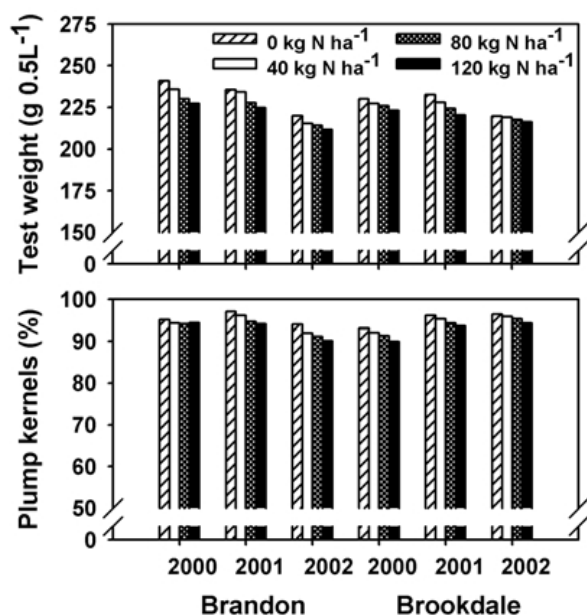 Test weight (g 0.5L⁻¹)
275
250
225
200
175
150
0
0 kg N ha⁻¹
80 kg N ha⁻¹
40 kg N ha⁻¹
120 kg N ha⁻¹
Plump kernels (%)
100
90
80
70
60
50
0
2000 2001 2002 2000 2001 2002
Brandon Brookdale